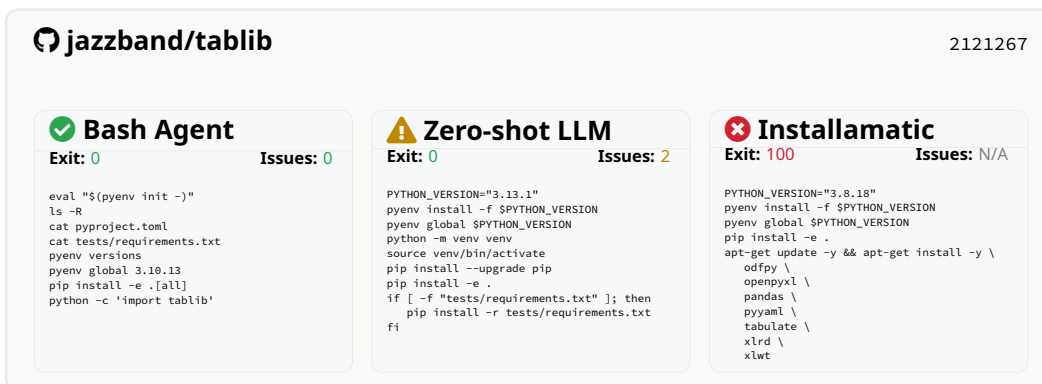 jazzband/tablib
2121267
Bash Agent
Exit: 0 Issues: 0
eval "$(pyenv init -)"
ls -R
cat pyproject.toml
cat tests/requirements.txt
pyenv versions
pyenv global 3.10.13
pip install -e .[all]
python -c 'import tablib'
Zero-shot LLM
Exit: 0 Issues: 2
PYTHON_VERSION="3.13.1"
pyenv install -f $PYTHON_VERSION
pyenv global $PYTHON_VERSION
python -m venv venv
source venv/bin/activate
pip install --upgrade pip
pip install -e .
if [ -f "tests/requirements.txt" ]; then
   pip install -r tests/requirements.txt
fi
Installamatic
Exit: 100 Issues: N/A
PYTHON_VERSION="3.8.18"
pyenv install -f $PYTHON_VERSION
pyenv global $PYTHON_VERSION
pip install -e .
apt-get update -y && apt-get install -y \
   odfpy \
   openpyxl \
   pandas \
   pyyaml \
   tabulate \
   xlrd \
   xlwt